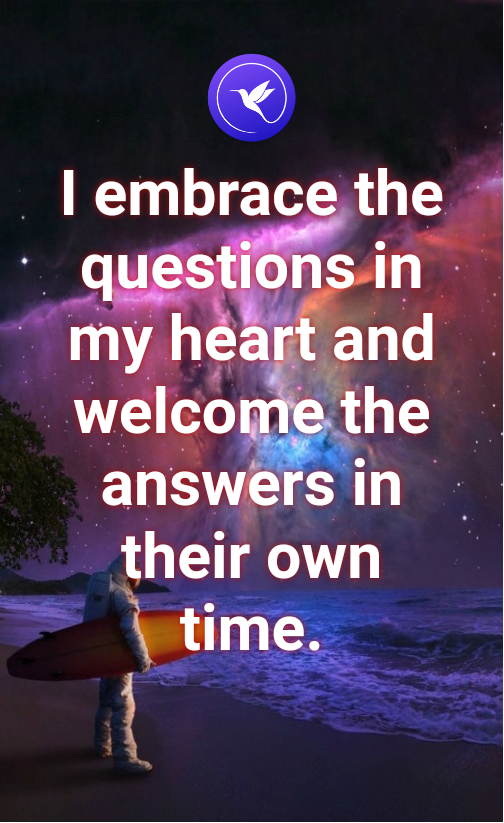 I embrace the
questions in
my heart and
welcome the
answers in
their own
time.